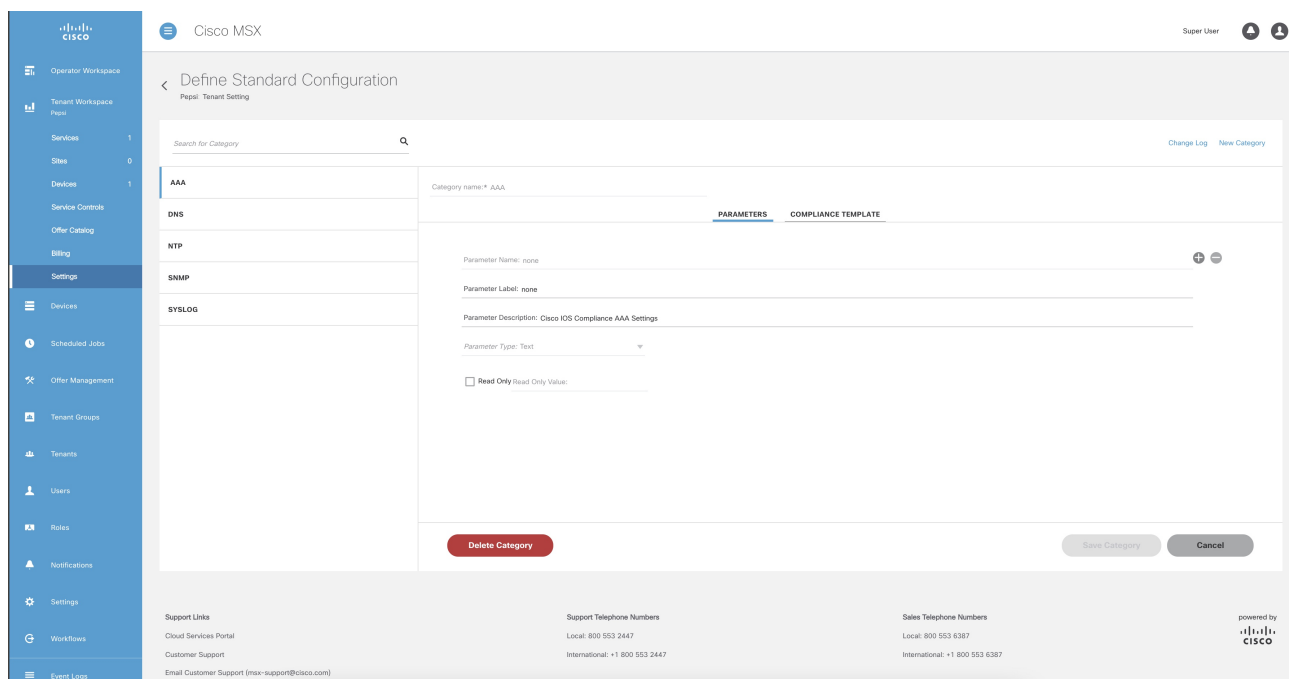 CISCO
Cisco MSX
Super User
Operator Workspace
Tenant Workspace
Pepsi
Services 1
Sites 0
Devices 1
Service Controls
Offer Catalog
Billing
Settings
Devices
Scheduled Jobs
Offer Management
Tenant Groups
Tenants
Users
Roles
Notifications
Settings
Workflows
Event Logs
Define Standard Configuration
Pepsi: Tenant Setting
Search for Category
Change Log New Category
AAA
DNS
NTP
SNMP
SYSLOG
Category name:* AAA
PARAMETERS COMPLIANCE TEMPLATE
Parameter Name: none
Parameter Label: none
Parameter Description: Cisco IOS Compliance AAA Settings
Parameter Type: Text
Read Only Read Only Value:
Delete Category
Save Category
Cancel
Support Links
Cloud Services Portal
Customer Support
Email Customer Support (msx-support@cisco.com)
Support Telephone Numbers
Local: 800 553 2447
International: +1 800 553 2447
Sales Telephone Numbers
Local: 800 553 6387
International: +1 800 553 6387
powered by
CISCO